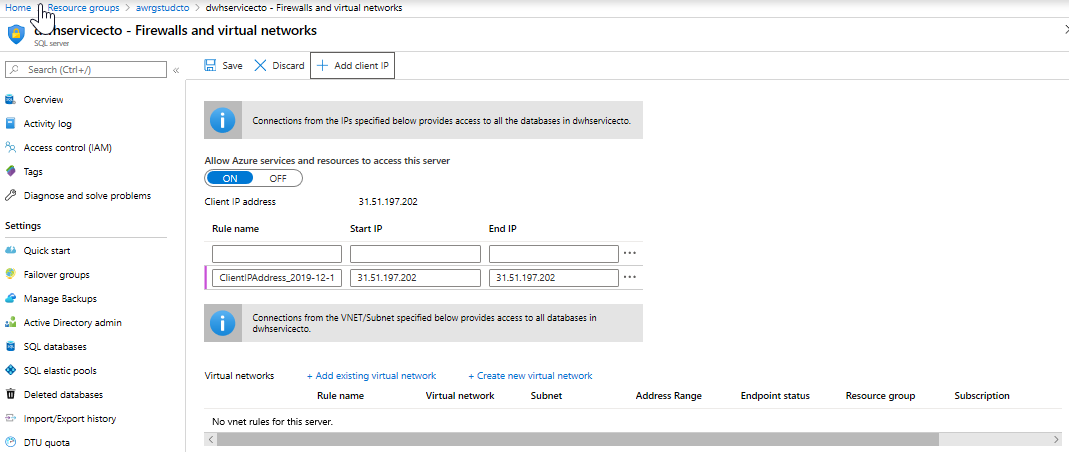 Home > Resource groups > awrgstudcto > dwhservicecto - Firewalls and virtual networks
dwhservicecto - Firewalls and virtual networks
SQL server
Search (Ctrl+/)
«
Save
Discard
+ Add client IP
Overview
Activity log
Access control (IAM)
Tags
Diagnose and solve problems
Settings
Quick start
Failover groups
Manage Backups
Active Directory admin
SQL databases
SQL elastic pools
Deleted databases
Import/Export history
DTU quota
Connections from the IPs specified below provides access to all the databases in dwhservicecto.
Allow Azure services and resources to access this server
ON OFF
Client IP address 31.51.197.202
Rule name Start IP End IP
...
ClientIPAddress_2019-12-1 31.51.197.202 31.51.197.202 ...
Connections from the VNET/Subnet specified below provides access to all databases in
dwhservicecto.
Virtual networks + Add existing virtual network + Create new virtual network
Rule name Virtual network Subnet Address Range Endpoint status Resource group Subscription
No vnet rules for this server.